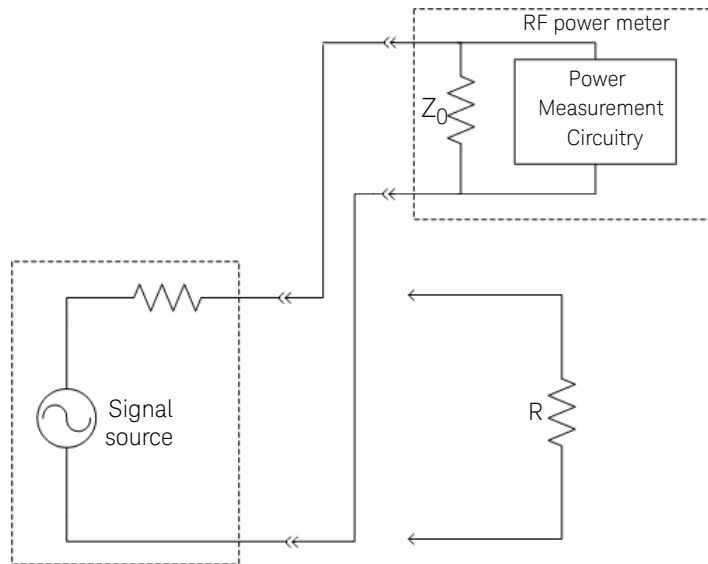 RF power meter
Z0
Power
Measurement
Circuitry
Signal
source
R